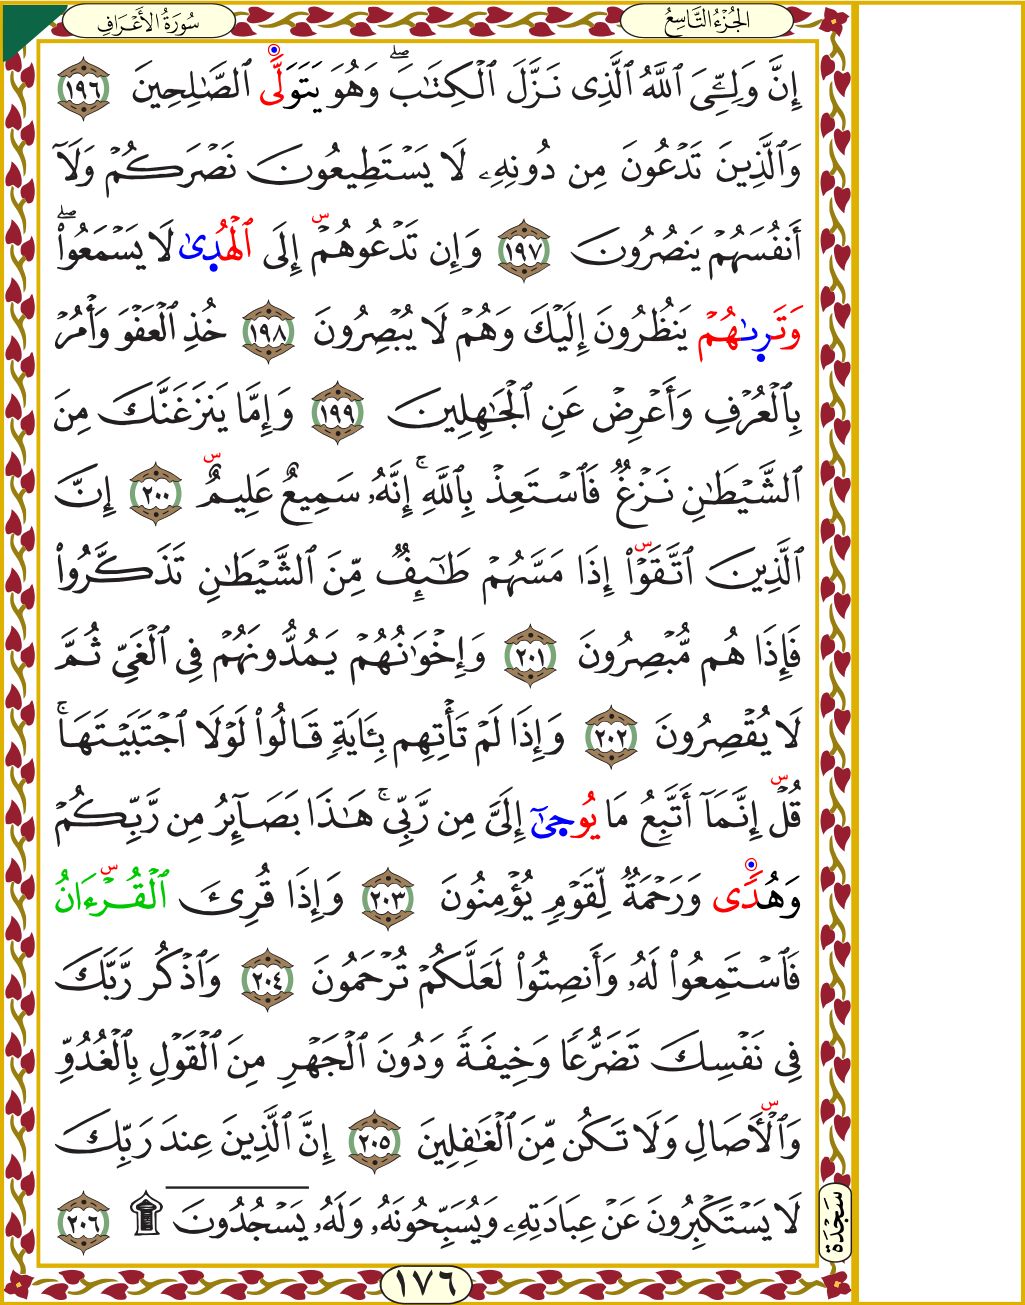 سُورَةُ الأَعْرَافِ
الجُزْءُ التَّاسِعُ
إِنَّ وَلِـِّۧىَ ٱللَّهُ ٱلَّذِى نَزَّلَ ٱلْكِتَٰبَ ۖ وَهُوَ يَتَوَلَّى ٱلصَّٰلِحِينَ ١٩٦
وَٱلَّذِينَ تَدْعُونَ مِن دُونِهِۦ لَا يَسْتَطِيعُونَ نَصْرَكُمْ وَلَآ
أَنفُسَهُمْ يَنصُرُونَ ١٩٧ وَإِن تَدْعُوهُمْ إِلَى ٱلْهُدِىٰ لَا يَسْمَعُوا۟ ۖ
وَتَرِىٰهُمْ يَنظُرُونَ إِلَيْكَ وَهُمْ لَا يُبْصِرُونَ ١٩٨ خُذِ ٱلْعَفْوَ وَأْمُرْ
بِٱلْعُرْفِ وَأَعْرِضْ عَنِ ٱلْجَٰهِلِينَ ١٩٩ وَإِمَّا يَنزَغَنَّكَ مِنَ
ٱلشَّيْطَٰنِ نَزْغٌ فَٱسْتَعِذْ بِٱللَّهِ ۚ إِنَّهُۥ سَمِيعٌ عَلِيمٌ ٢٠٠ إِنَّ
ٱلَّذِينَ ٱتَّقَوْا۟ إِذَا مَسَّهُمْ طَٰٓئِفٌ مِّنَ ٱلشَّيْطَٰنِ تَذَكَّرُوا۟
فَإِذَا هُم مُّبْصِرُونَ ٢٠١ وَإِخْوَٰنُهُمْ يَمُدُّونَهُمْ فِى ٱلْغَىِّ ثُمَّ
لَا يُقْصِرُونَ ٢٠٢ وَإِذَا لَمْ تَأْتِهِم بِـَٔايَةٍ قَالُوا۟ لَوْلَا ٱجْتَبَيْتَهَا ۚ
قُلْ إِنَّمَآ أَتَّبِعُ مَا يُوحِىٰٓ إِلَىَّ مِن رَّبِّى ۚ هَٰذَا بَصَآئِرُ مِن رَّبِّكُمْ
وَهُدًى وَرَحْمَةٌ لِّقَوْمٍ يُؤْمِنُونَ ٢٠٣ وَإِذَا قُرِئَ ٱلْقُرْءَانُ
فَٱسْتَمِعُوا۟ لَهُۥ وَأَنصِتُوا۟ لَعَلَّكُمْ تُرْحَمُونَ ٢٠٤ وَٱذْكُر رَّبَّكَ
فِى نَفْسِكَ تَضَرُّعًا وَخِيفَةً وَدُونَ ٱلْجَهْرِ مِنَ ٱلْقَوْلِ بِٱلْغُدُوِّ
وَٱلْأَصَالِ وَلَا تَكُن مِّنَ ٱلْغَٰفِلِينَ ٢٠٥ إِنَّ ٱلَّذِينَ عِندَ رَبِّكَ
لَا يَسْتَكْبِرُونَ عَنْ عِبَادَتِهِۦ وَيُسَبِّحُونَهُۥ وَلَهُۥ يَسْجُدُونَ ۩ ٢٠٦
سَجْدَة
١٧٦